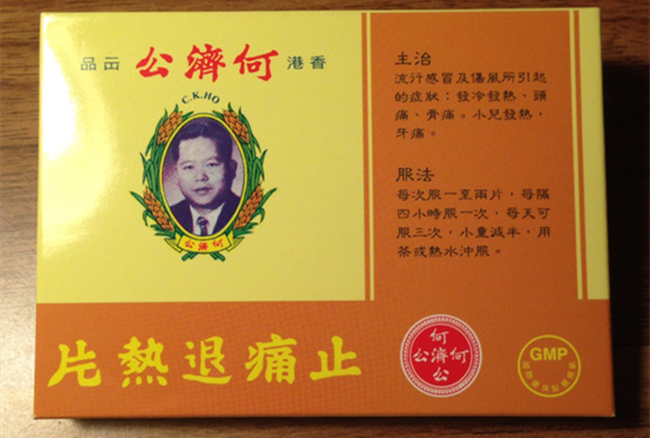 香港 何濟公 出品
C.K.HO
何濟公
主治
流行感冒及傷風所引起
的症狀：發冷發熱、頭
痛、骨痛。小兒發熱，
牙痛。
服法
每次服一至兩片，每隔
四小時服一次，每天可
服三次，小童減半，用
茶或熱水沖服。
止痛退熱片
何
何濟公
公
GMP